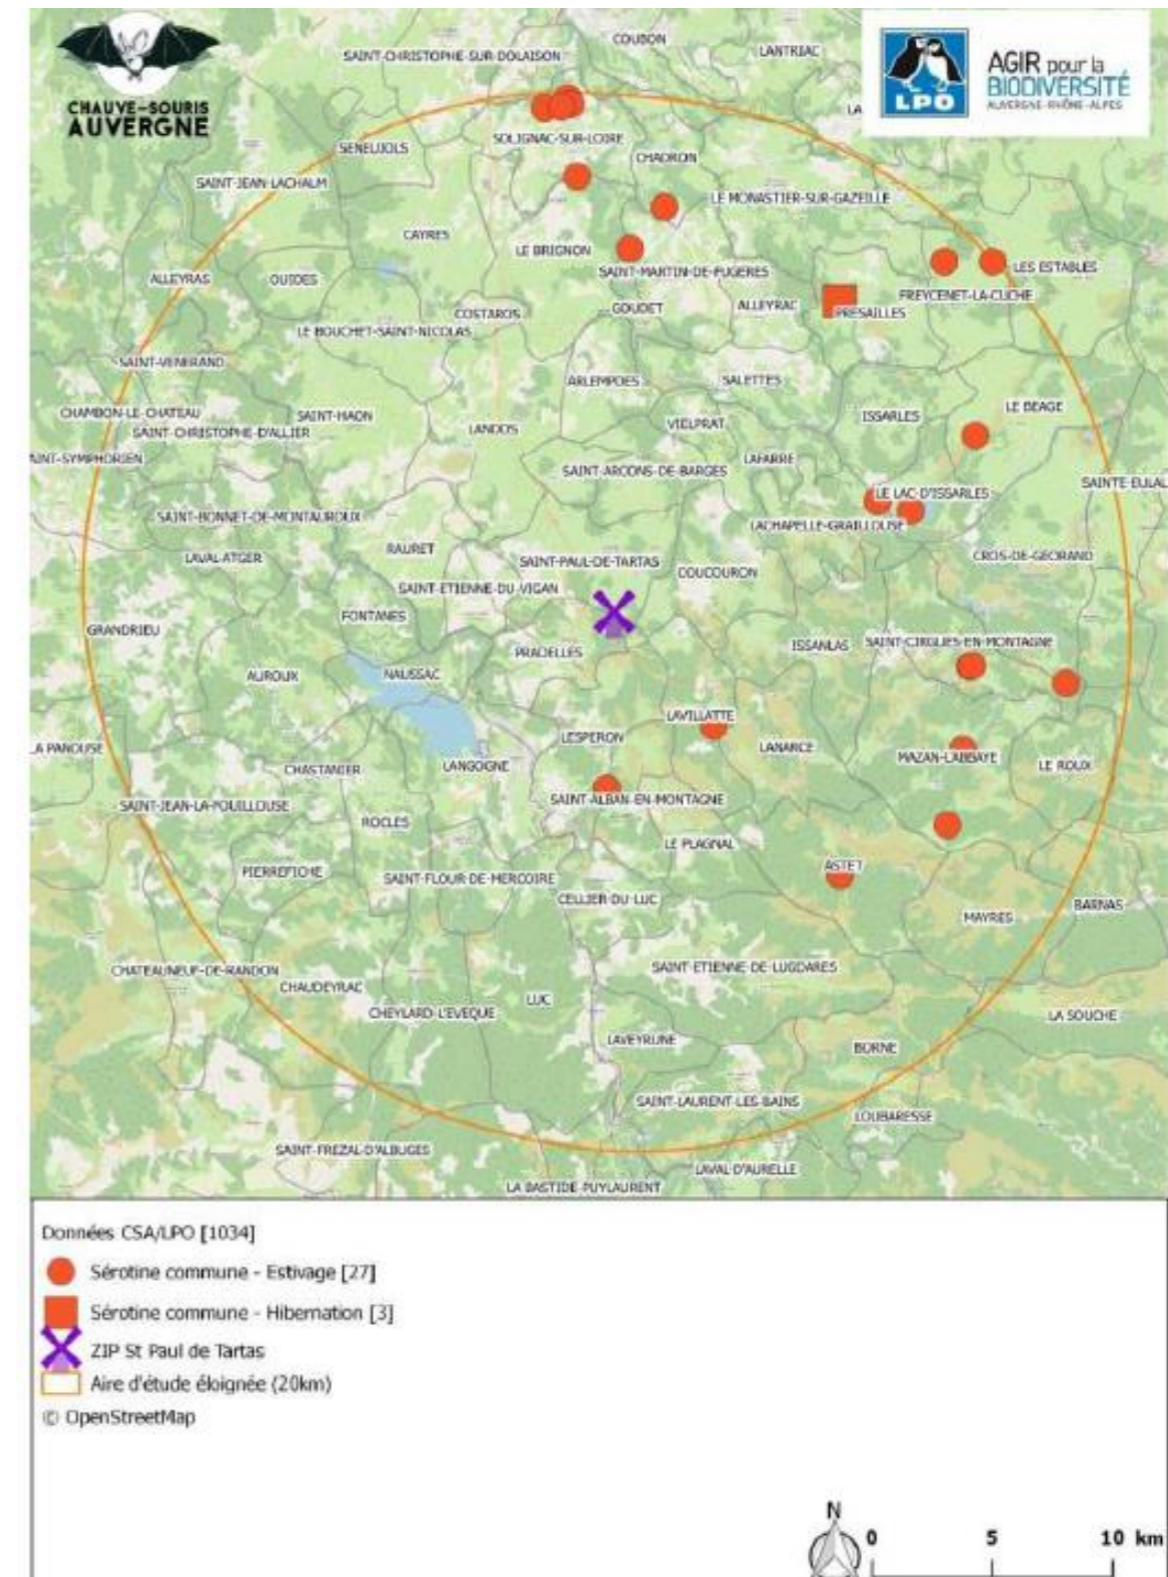 CHAUVE-SOURIS
AUVERGNE
LPO
AGIR pour la
BIODIVERSITÉ
AUVERGNE-RHÔNE-ALPES
COUBON
SAINT-CHRISTOPHE-SUR-DOLAISON
LANTRIAC
LA
SOLIGNAC-SUR-LOIRE
SENEUJOLS
CHADRON
SAINT-JEAN-LACHALM
LE MONASTIER-SUR-GAZEILLE
CAYRES
LE BRIGNON
LES ESTABLES
SAINT-MARTIN-DE-FUGERES
ALLEYRAS
OUIDES
FREYCENET-LA-CUCHE
GOUDET
ALLEYRAC
PRESAILLES
COSTAROS
LE BOUCHET-SAINT-NICOLAS
SAINT-VENERAND
ARLEMPDES
SALETTES
LE BEAGE
CHAMBON-LE-CHATEAU
SAINT-HAON
ISSARLES
VIELPRAT
LANDOS
SAINT-CHRISTOPHE-D'ALLIER
AINT-SYMPHORIEN
LAFARRE
SAINT-ARCONS-DE-BARGES
SAINTE-EULAL
LE LAC-D'ISSARLES
SAINT-BONNET-DE-MONTAUROUX
LACHAPELLE-GRAILLOUSE
RAURET
LAVAL-ATGER
CROS-DE-GEORAND
SAINT-PAUL-DE-TARTAS
COUCOURON
SAINT-ETIENNE-DU-VIGAN
FONTANES
GRANDRIEU
ISSANLAS
SAINT-CIRGUES-EN-MONTAGNE
PRADELLES
AUROUX
NAUSSAC
LAVILLATTE
LESPERON
A PANOUSE
LANARCE
MAZAN-L'ABBAYE
LE ROUX
LANGOGNE
CHASTANIER
SAINT-ALBAN-EN-MONTAGNE
SAINT-JEAN-LA-FOUILLOUSE
ROCLES
LE PLAGNAL
ASTET
PIERREFICHE
SAINT-FLOUR-DE-MERCOIRE
CELLIER-DU-LUC
BARNAS
MAYRES
SAINT-ETIENNE-DE-LUGDARES
CHATEAUNEUF-DE-RANDON
CHAUDEYRAC
LUC
CHEYLARD-L'EVEQUE
LA SOUCHE
LAVEYRUNE
BORNE
SAINT-LAURENT-LES-BAINS
LOUBARESSE
SAINT-FREZAL-D'ALBUGES
LAVAL-D'AURELLE
LA BASTIDE-PUYLAURENT
Données CSA/LPO [1034]
Sérotine commune - Estivage [27]
Sérotine commune - Hibernation [3]
ZIP St Paul de Tartas
Aire d'étude éloignée (20km)
© OpenStreetMap
N
0 5 10 km